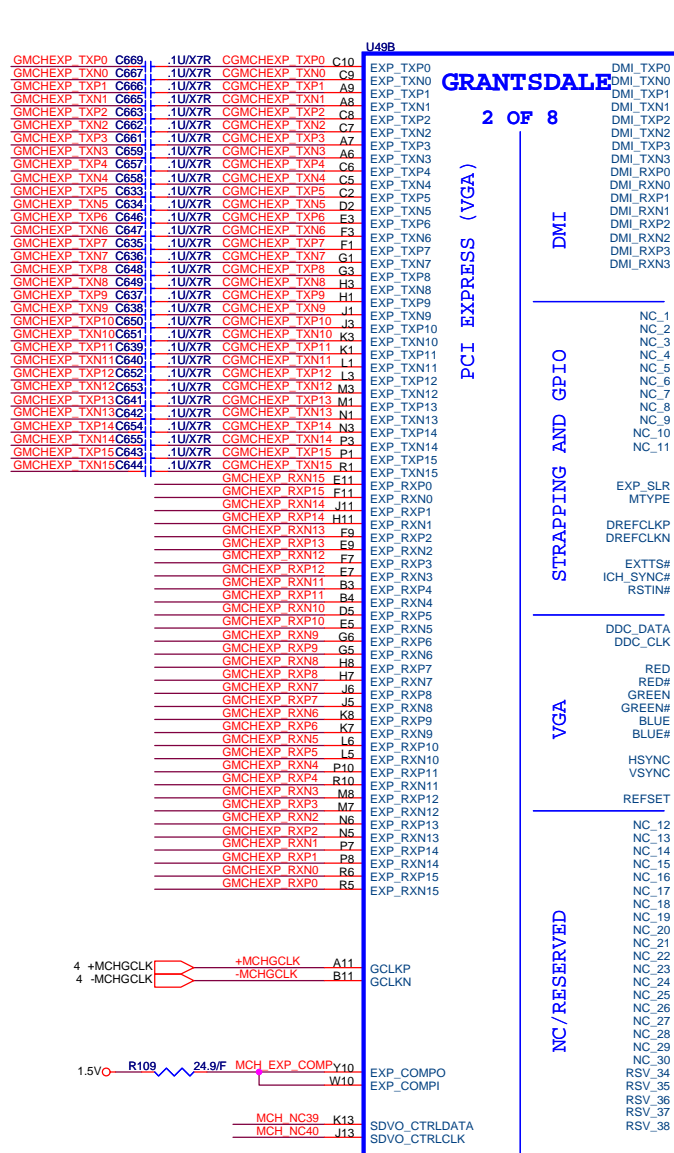 U49B
GMCHEXP_TXP0 C669 .1U/X7R CGMCHEXP_TXP0 C10 EXP_TXP0
GMCHEXP_TXN0 C667 .1U/X7R CGMCHEXP_TXN0 C9 EXP_TXN0
GMCHEXP_TXP1 C666 .1U/X7R CGMCHEXP_TXP1 A9 EXP_TXP1
GMCHEXP_TXN1 C665 .1U/X7R CGMCHEXP_TXN1 A8 EXP_TXN1
GMCHEXP_TXP2 C663 .1U/X7R CGMCHEXP_TXP2 C8 EXP_TXP2
GMCHEXP_TXN2 C662 .1U/X7R CGMCHEXP_TXN2 C7 EXP_TXN2
GMCHEXP_TXP3 C661 .1U/X7R CGMCHEXP_TXP3 A7 EXP_TXP3
GMCHEXP_TXN3 C659 .1U/X7R CGMCHEXP_TXN3 A6 EXP_TXN3
GMCHEXP_TXP4 C657 .1U/X7R CGMCHEXP_TXP4 C6 EXP_TXP4
GMCHEXP_TXN4 C658 .1U/X7R CGMCHEXP_TXN4 C5 EXP_TXN4
GMCHEXP_TXP5 C633 .1U/X7R CGMCHEXP_TXP5 C2 EXP_TXP5
GMCHEXP_TXN5 C634 .1U/X7R CGMCHEXP_TXN5 D2 EXP_TXN5
GMCHEXP_TXP6 C646 .1U/X7R CGMCHEXP_TXP6 E3 EXP_TXP6
GMCHEXP_TXN6 C647 .1U/X7R CGMCHEXP_TXN6 F3 EXP_TXN6
GMCHEXP_TXP7 C635 .1U/X7R CGMCHEXP_TXP7 F1 EXP_TXP7
GMCHEXP_TXN7 C636 .1U/X7R CGMCHEXP_TXN7 G1 EXP_TXN7
GMCHEXP_TXP8 C648 .1U/X7R CGMCHEXP_TXP8 G3 EXP_TXP8
GMCHEXP_TXN8 C649 .1U/X7R CGMCHEXP_TXN8 H3 EXP_TXN8
GMCHEXP_TXP9 C637 .1U/X7R CGMCHEXP_TXP9 H1 EXP_TXP9
GMCHEXP_TXN9 C638 .1U/X7R CGMCHEXP_TXN9 J1 EXP_TXN9
GMCHEXP_TXP10 C650 .1U/X7R CGMCHEXP_TXP10 J3 EXP_TXP10
GMCHEXP_TXN10 C651 .1U/X7R CGMCHEXP_TXN10 K3 EXP_TXN10
GMCHEXP_TXP11 C639 .1U/X7R CGMCHEXP_TXP11 K1 EXP_TXP11
GMCHEXP_TXN11 C640 .1U/X7R CGMCHEXP_TXN11 L1 EXP_TXN11
GMCHEXP_TXP12 C652 .1U/X7R CGMCHEXP_TXP12 L3 EXP_TXP12
GMCHEXP_TXN12 C653 .1U/X7R CGMCHEXP_TXN12 M3 EXP_TXN12
GMCHEXP_TXP13 C641 .1U/X7R CGMCHEXP_TXP13 M1 EXP_TXP13
GMCHEXP_TXN13 C642 .1U/X7R CGMCHEXP_TXN13 N1 EXP_TXN13
GMCHEXP_TXP14 C654 .1U/X7R CGMCHEXP_TXP14 N3 EXP_TXP14
GMCHEXP_TXN14 C655 .1U/X7R CGMCHEXP_TXN14 P3 EXP_TXN14
GMCHEXP_TXP15 C643 .1U/X7R CGMCHEXP_TXP15 P1 EXP_TXP15
GMCHEXP_TXN15 C644 .1U/X7R CGMCHEXP_TXN15 R1 EXP_TXN15
GMCHEXP_RXN15 E11 EXP_RXP0
GMCHEXP_RXP15 F11 EXP_RXN0
GMCHEXP_RXN14 J11 EXP_RXP1
GMCHEXP_RXP14 H11 EXP_RXN1
GMCHEXP_RXN13 F9 EXP_RXP2
GMCHEXP_RXP13 E9 EXP_RXN2
GMCHEXP_RXN12 F7 EXP_RXP3
GMCHEXP_RXP12 E7 EXP_RXN3
GMCHEXP_RXN11 B3 EXP_RXP4
GMCHEXP_RXP11 B4 EXP_RXN4
GMCHEXP_RXN10 D5 EXP_RXP5
GMCHEXP_RXP10 E5 EXP_RXN5
GMCHEXP_RXN9 G6 EXP_RXP6
GMCHEXP_RXP9 G5 EXP_RXN6
GMCHEXP_RXN8 H8 EXP_RXP7
GMCHEXP_RXP8 H7 EXP_RXN7
GMCHEXP_RXN7 J6 EXP_RXP8
GMCHEXP_RXP7 J5 EXP_RXN8
GMCHEXP_RXN6 K8 EXP_RXP9
GMCHEXP_RXP6 K7 EXP_RXN9
GMCHEXP_RXN5 L6 EXP_RXP10
GMCHEXP_RXP5 L5 EXP_RXN10
GMCHEXP_RXN4 P10 EXP_RXP11
GMCHEXP_RXP4 R10 EXP_RXN11
GMCHEXP_RXN3 M8 EXP_RXP12
GMCHEXP_RXP3 M7 EXP_RXN12
GMCHEXP_RXN2 N6 EXP_RXP13
GMCHEXP_RXP2 N5 EXP_RXN13
GMCHEXP_RXN1 P7 EXP_RXP14
GMCHEXP_RXP1 P8 EXP_RXN14
GMCHEXP_RXN0 R6 EXP_RXP15
GMCHEXP_RXP0 R5 EXP_RXN15
4 +MCHGCLK +MCHGCLK A11 GCLKP
4 -MCHGCLK -MCHGCLK B11 GCLKN
1.5V R109 24.9/F MCH_EXP_COMP Y10 EXP_COMPO
W10 EXP_COMPI
MCH_NC39 K13 SDVO_CTRLDATA
MCH_NC40 J13 SDVO_CTRLCLK
GRANTSDALE
2 OF 8
PCI EXPRESS (VGA)
DMI
STRAPPING AND GPIO
VGA
NC/RESERVED
DMI_TXP0
DMI_TXN0
DMI_TXP1
DMI_TXN1
DMI_TXP2
DMI_TXN2
DMI_TXP3
DMI_TXN3
DMI_RXP0
DMI_RXN0
DMI_RXP1
DMI_RXN1
DMI_RXP2
DMI_RXN2
DMI_RXP3
DMI_RXN3
NC_1
NC_2
NC_3
NC_4
NC_5
NC_6
NC_7
NC_8
NC_9
NC_10
NC_11
EXP_SLR
MTYPE
DREFCLKP
DREFCLKN
EXTTS#
ICH_SYNC#
RSTIN#
DDC_DATA
DDC_CLK
RED
RED#
GREEN
GREEN#
BLUE
BLUE#
HSYNC
VSYNC
REFSET
NC_12
NC_13
NC_14
NC_15
NC_16
NC_17
NC_18
NC_19
NC_20
NC_21
NC_22
NC_23
NC_24
NC_25
NC_26
NC_27
NC_28
NC_29
NC_30
RSV_34
RSV_35
RSV_36
RSV_37
RSV_38